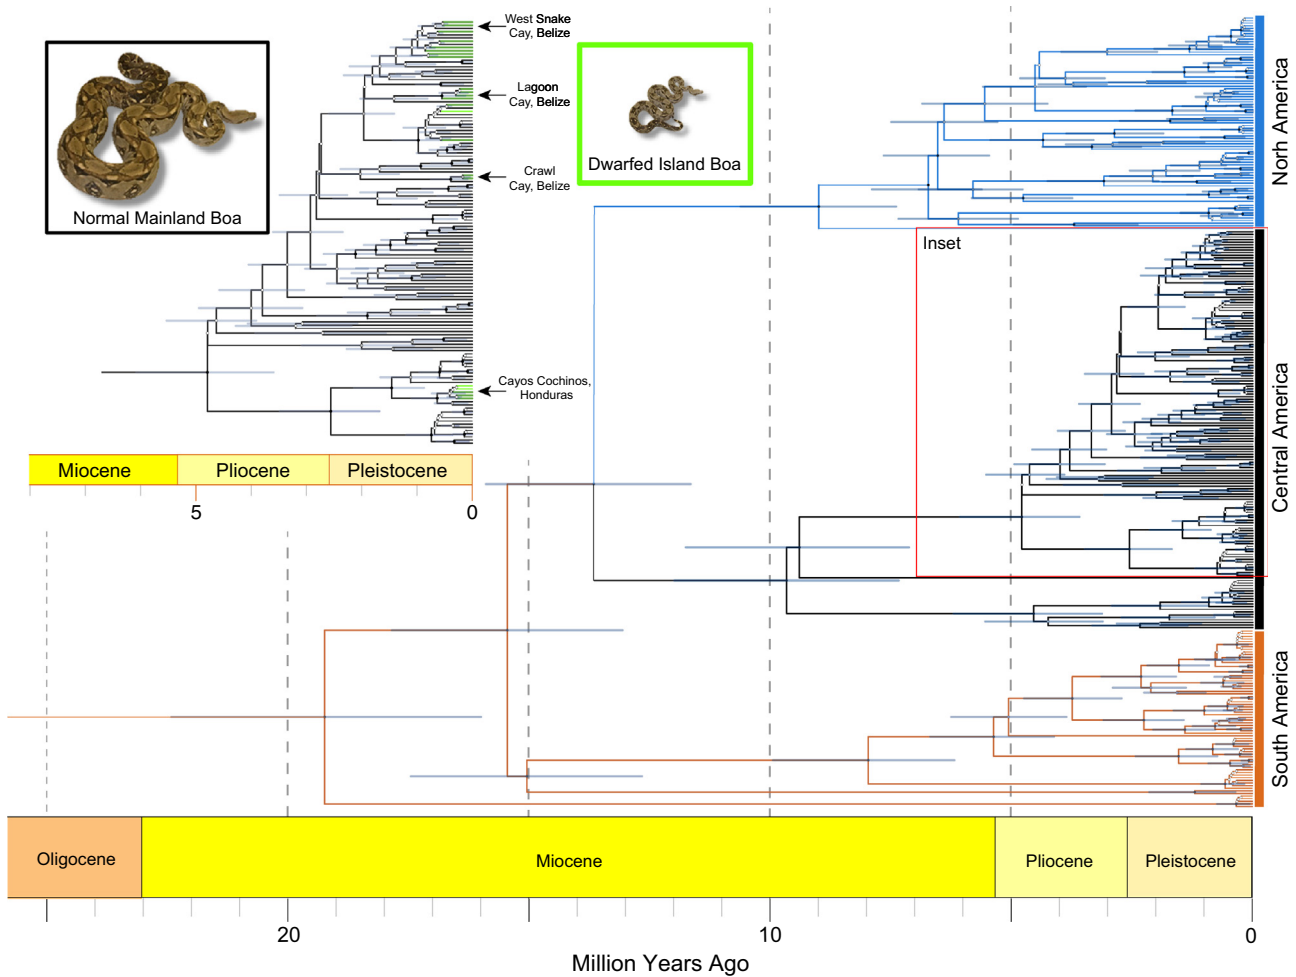 West Snake
Cay, Belize
Lagoon
Cay, Belize
Crawl
Cay, Belize
Cayos Cochinos,
Honduras
Normal Mainland Boa
Dwarfed Island Boa
Miocene
Pliocene
Pleistocene
5
0
Inset
Norh America
Central America
South America
Oligocene
Miocene
Pliocene
Pleistocene
20
10
0
Million Years Ago